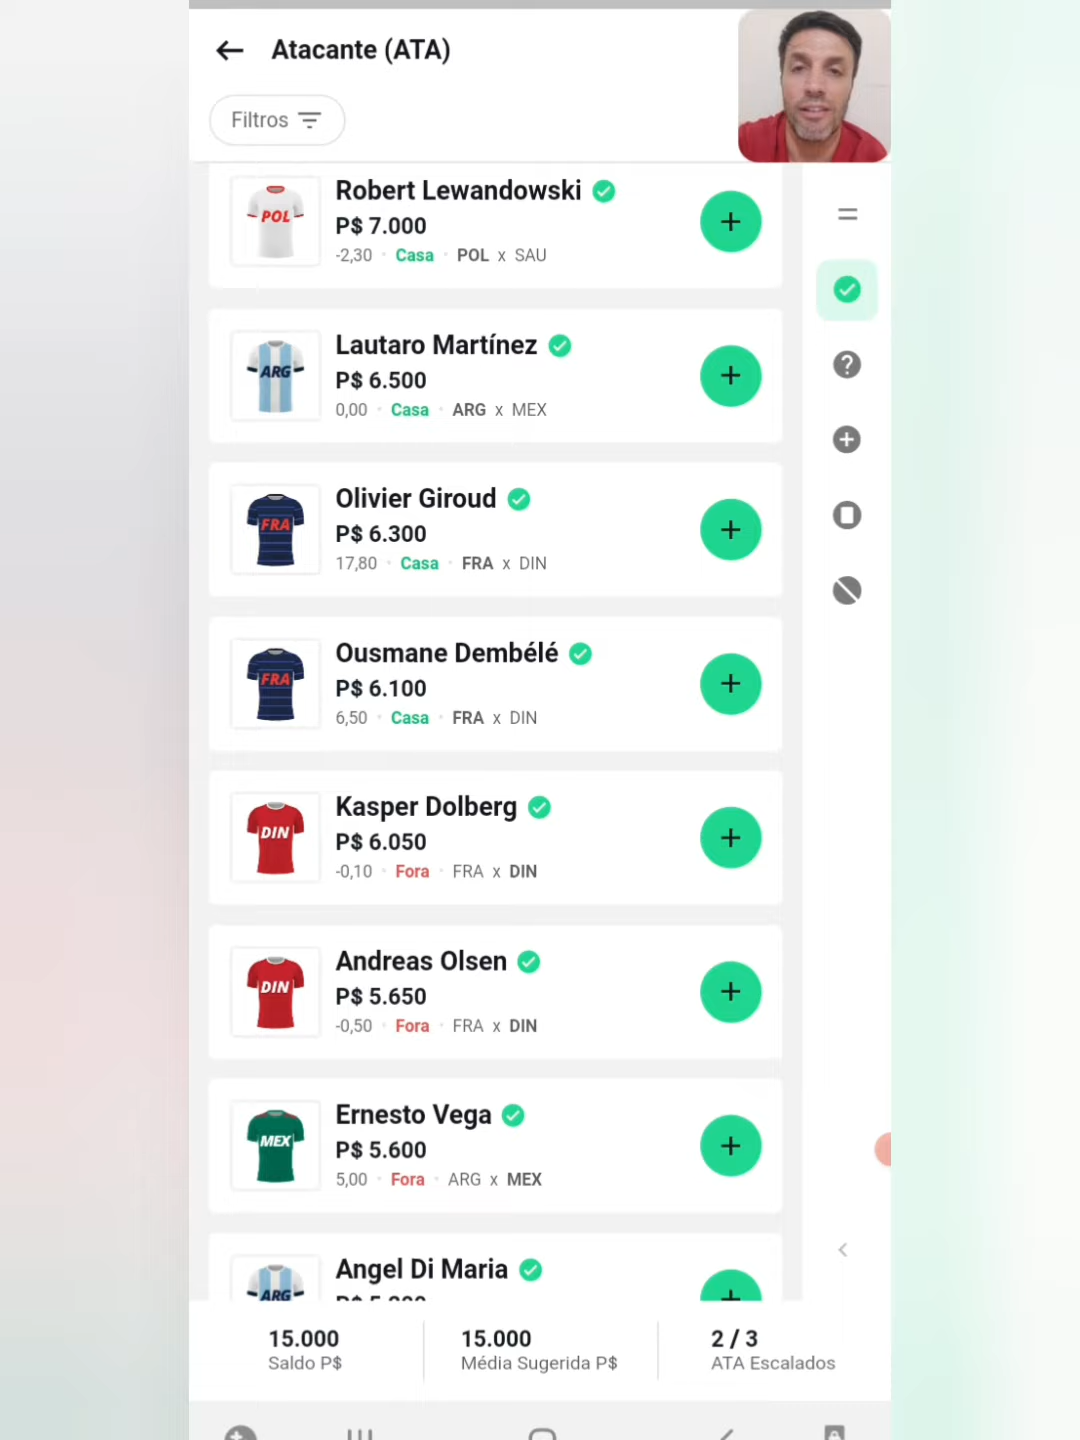 Atacante (ATA)
Filtros
Robert Lewandowski
POL
P$ 7.000
-2,30 · Casa · POL x SAU
Lautaro Martínez
ARG
P$ 6.500
0,00 · Casa · ARG x MEX
Olivier Giroud
FRA
P$ 6.300
17,80 · Casa · FRA x DIN
Ousmane Dembélé
FRA
P$ 6.100
6,50 · Casa · FRA x DIN
Kasper Dolberg
DIN
P$ 6.050
-0,10 · Fora · FRA x DIN
Andreas Olsen
DIN
P$ 5.650
-0,50 · Fora · FRA x DIN
Ernesto Vega
MEX
P$ 5.600
5,00 · Fora · ARG x MEX
Angel Di Maria
ARG
15.000 15.000 2 / 3
Saldo P$ Média Sugerida P$ ATA Escalados